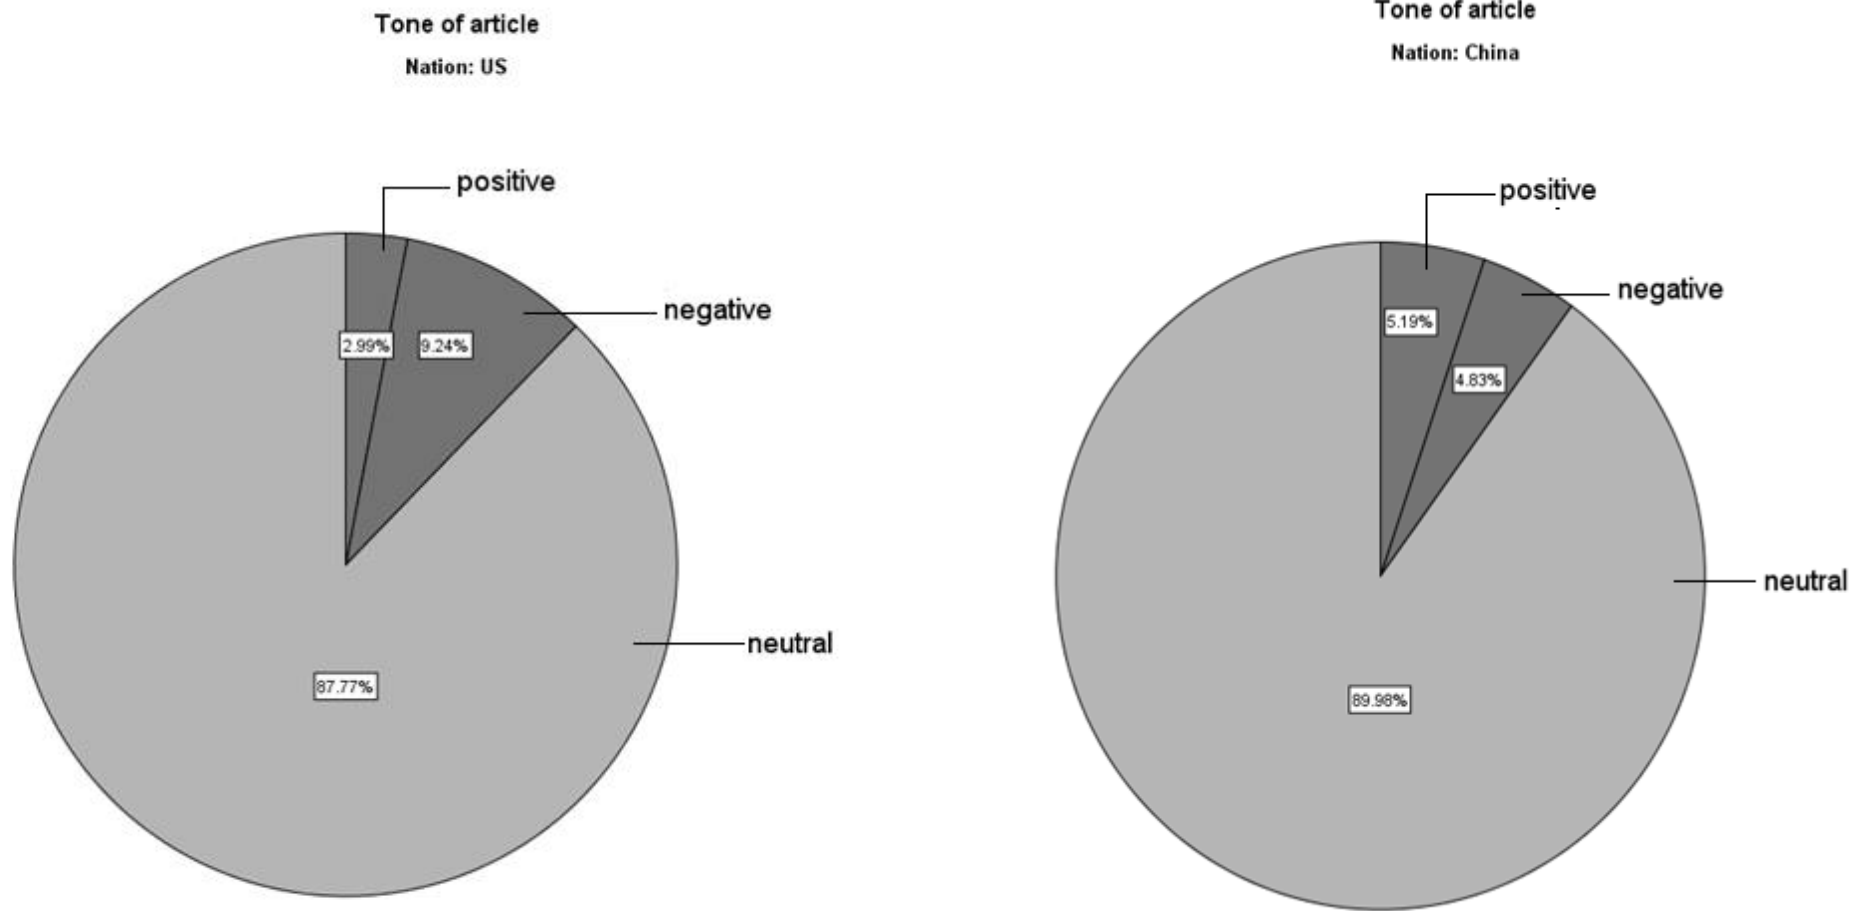 Tone of article
Nation: US
positive
negative
2.99%
9.24%
neutral
87.77%
Tone of article
Nation: China
positive
negative
5.19%
4.83%
neutral
89.98%